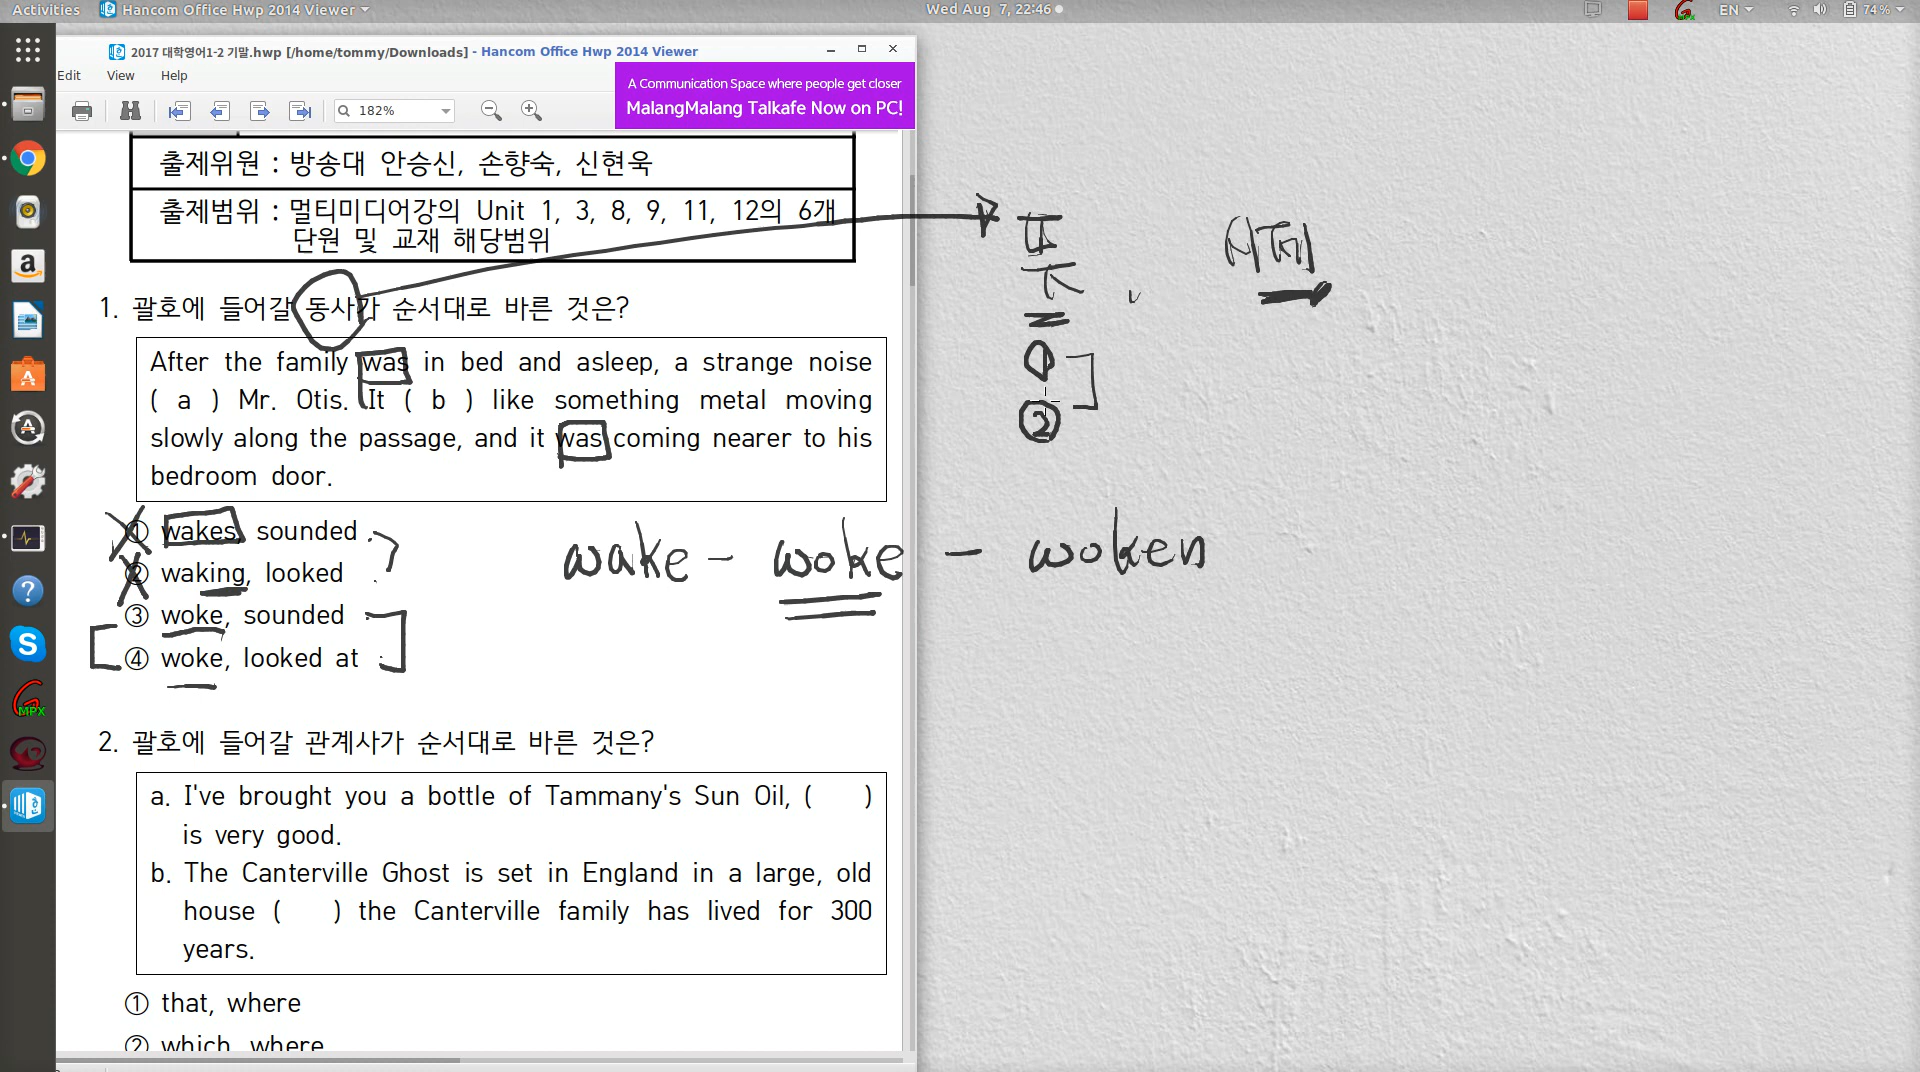 Activities
Hancom Office Hwp 2014 Viewer
Wed Aug 7, 22:46
EN
74%
2017 대학영어1-2 기말.hwp [/home/tommy/Downloads] - Hancom Office Hwp 2014 Viewer
Edit View Help
A Communication Space where people get closer
MalangMalang Talkafe Now on PC!
182%
출제위원 : 방송대 안승신, 손향숙, 신현욱
출제범위 : 멀티미디어강의 Unit 1, 3, 8, 9, 11, 12의 6개
단원 및 교재 해당범위
1. 괄호에 들어갈 동사가 순서대로 바른 것은?
After the family was in bed and asleep, a strange noise
( a ) Mr. Otis. It ( b ) like something metal moving
slowly along the passage, and it was coming nearer to his
bedroom door.
① wakes, sounded
② waking, looked
③ woke, sounded
④ woke, looked at
시제
①
②
wake - woke - woken
2. 괄호에 들어갈 관계사가 순서대로 바른 것은?
a. I've brought you a bottle of Tammany's Sun Oil, ( )
is very good.
b. The Canterville Ghost is set in England in a large, old
house ( ) the Canterville family has lived for 300
years.
① that, where
② which, where